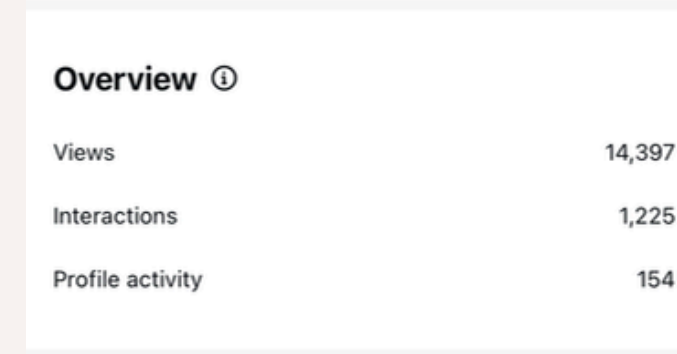 Overview
Views 14,397
Interactions 1,225
Profile activity 154